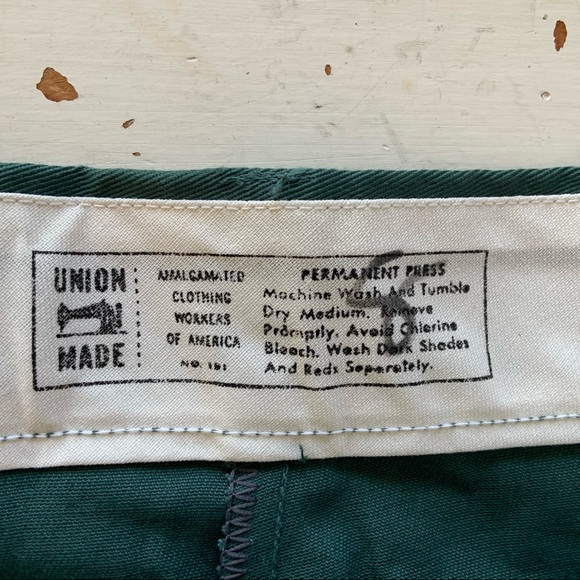 UNION
MADE
AMALGAMATED
CLOTHING
WORKERS
OF AMERICA
NO. 191
PERMANENT PRESS
Machine Wash And Tumble
Dry Medium. Remove
Promptly. Avoid Chlorine
Bleach. Wash Dark Shades
And Reds Separately.